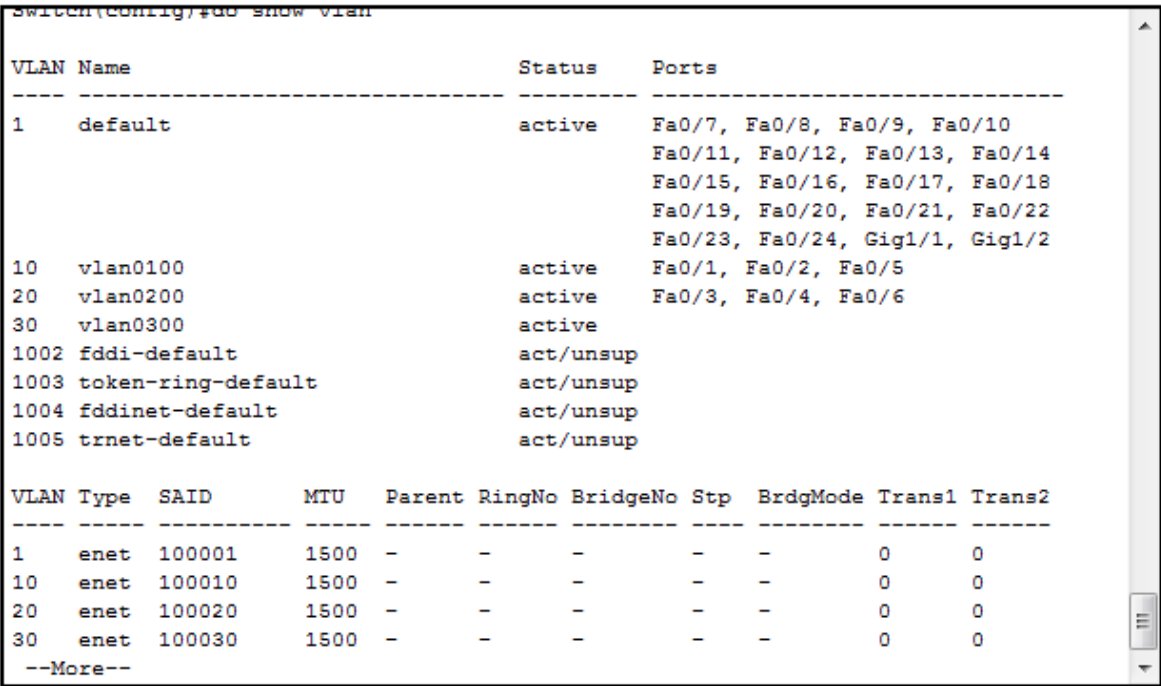 Switch(config)#do show vlan
VLAN Name                             Status    Ports
---- -------------------------------- --------- -------------------------------
1    default                          active    Fa0/7, Fa0/8, Fa0/9, Fa0/10
                                                Fa0/11, Fa0/12, Fa0/13, Fa0/14
                                                Fa0/15, Fa0/16, Fa0/17, Fa0/18
                                                Fa0/19, Fa0/20, Fa0/21, Fa0/22
                                                Fa0/23, Fa0/24, Gig1/1, Gig1/2
10   vlan0100                         active    Fa0/1, Fa0/2, Fa0/5
20   vlan0200                         active    Fa0/3, Fa0/4, Fa0/6
30   vlan0300                         active
1002 fddi-default                     act/unsup
1003 token-ring-default               act/unsup
1004 fddinet-default                  act/unsup
1005 trnet-default                    act/unsup
VLAN Type  SAID       MTU   Parent RingNo BridgeNo Stp  BrdgMode Trans1 Trans2
---- ----- ---------- ----- ------ ------ -------- ---- -------- ------ ------
1    enet  100001     1500  -      -      -        -    -        0      0
10   enet  100010     1500  -      -      -        -    -        0      0
20   enet  100020     1500  -      -      -        -    -        0      0
30   enet  100030     1500  -      -      -        -    -        0      0
 --More--